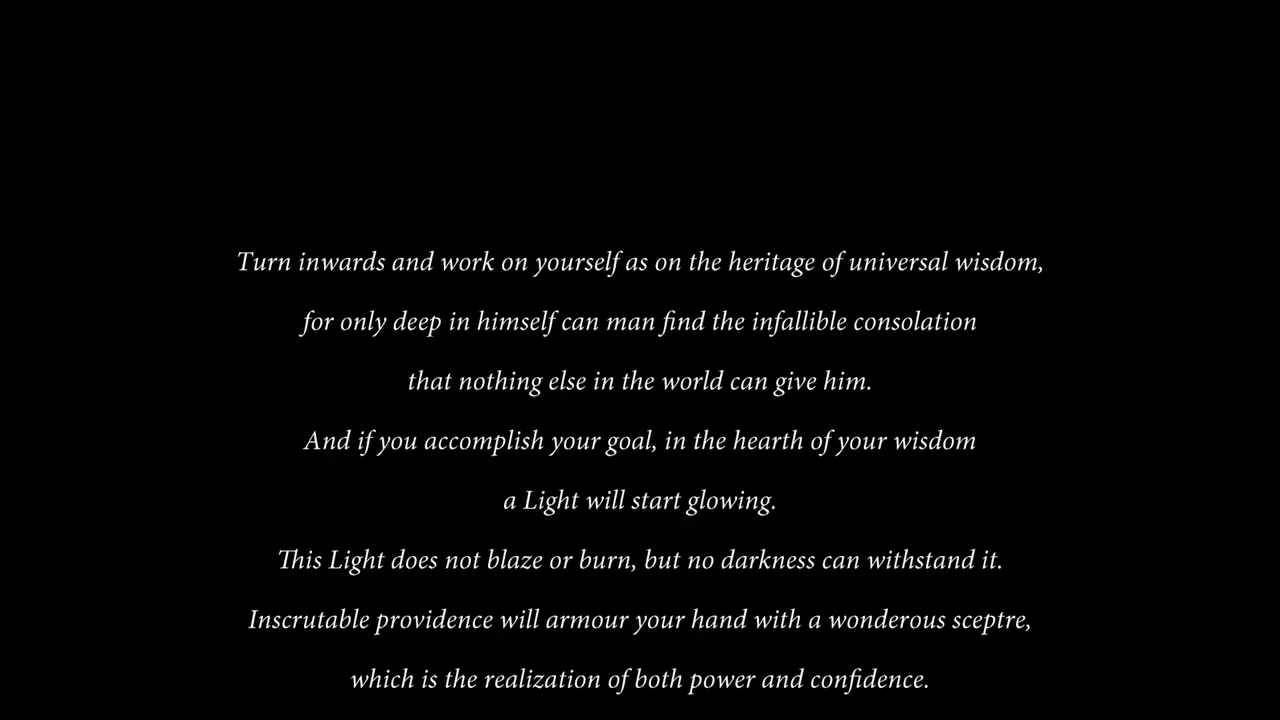 Turn inwards and work on yourself as on the heritage of universal wisdom,
for only deep in himself can man find the infallible consolation
that nothing else in the world can give him.
And if you accomplish your goal, in the hearth of your wisdom
a Light will start glowing.
This Light does not blaze or burn, but no darkness can withstand it.
Inscrutable providence will armour your hand with a wonderous sceptre,
which is the realization of both power and confidence.